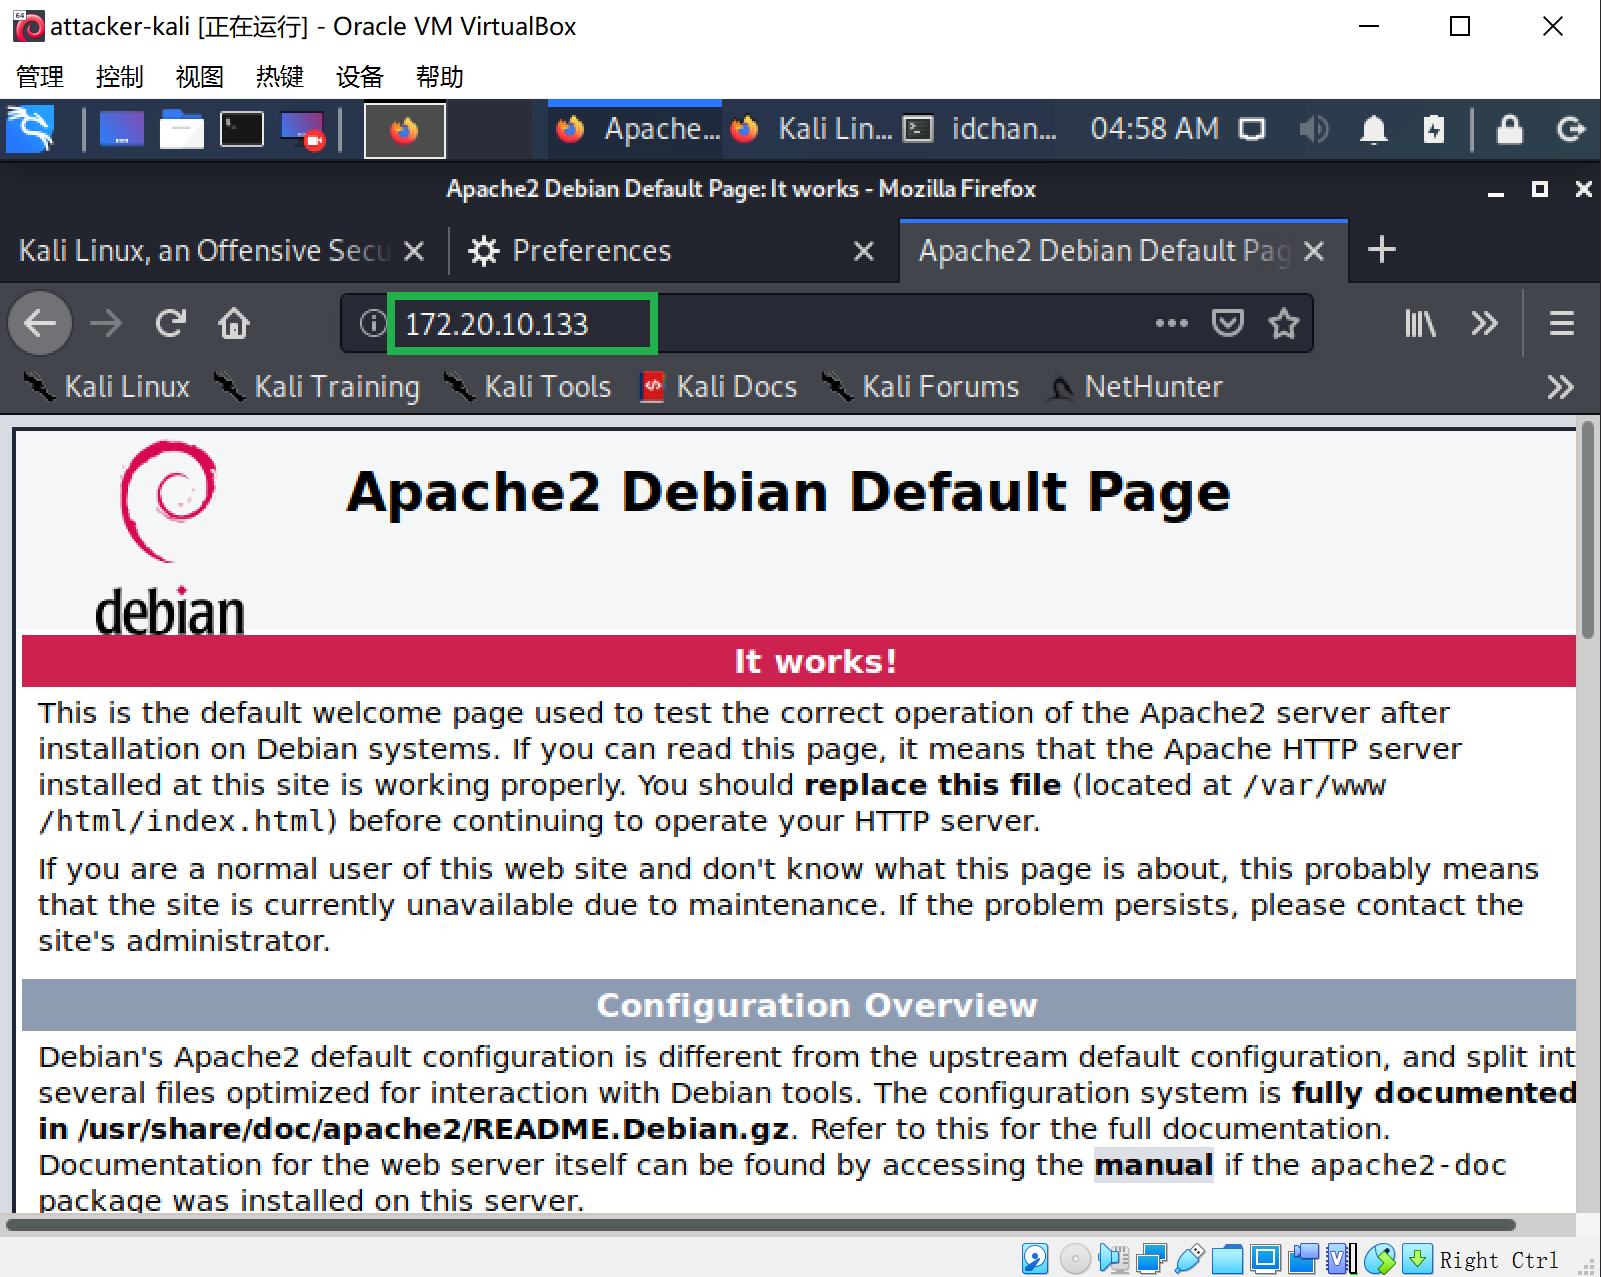 attacker-kali [正在运行] - Oracle VM VirtualBox
管理 控制 视图 热键 设备 帮助
Apache... Kali Lin... idchan... 04:58 AM
Apache2 Debian Default Page: It works - Mozilla Firefox
Kali Linux, an Offensive Secu Preferences Apache2 Debian Default Pag
172.20.10.133
Kali Linux Kali Training Kali Tools Kali Docs Kali Forums NetHunter
Apache2 Debian Default Page
debian
It works!
This is the default welcome page used to test the correct operation of the Apache2 server after
installation on Debian systems. If you can read this page, it means that the Apache HTTP server
installed at this site is working properly. You should replace this file (located at /var/www
/html/index.html) before continuing to operate your HTTP server.
If you are a normal user of this web site and don't know what this page is about, this probably means
that the site is currently unavailable due to maintenance. If the problem persists, please contact the
site's administrator.
Configuration Overview
Debian's Apache2 default configuration is different from the upstream default configuration, and split int
several files optimized for interaction with Debian tools. The configuration system is fully documented
in /usr/share/doc/apache2/README.Debian.gz. Refer to this for the full documentation.
Documentation for the web server itself can be found by accessing the manual if the apache2-doc
package was installed on this server.
Right Ctrl